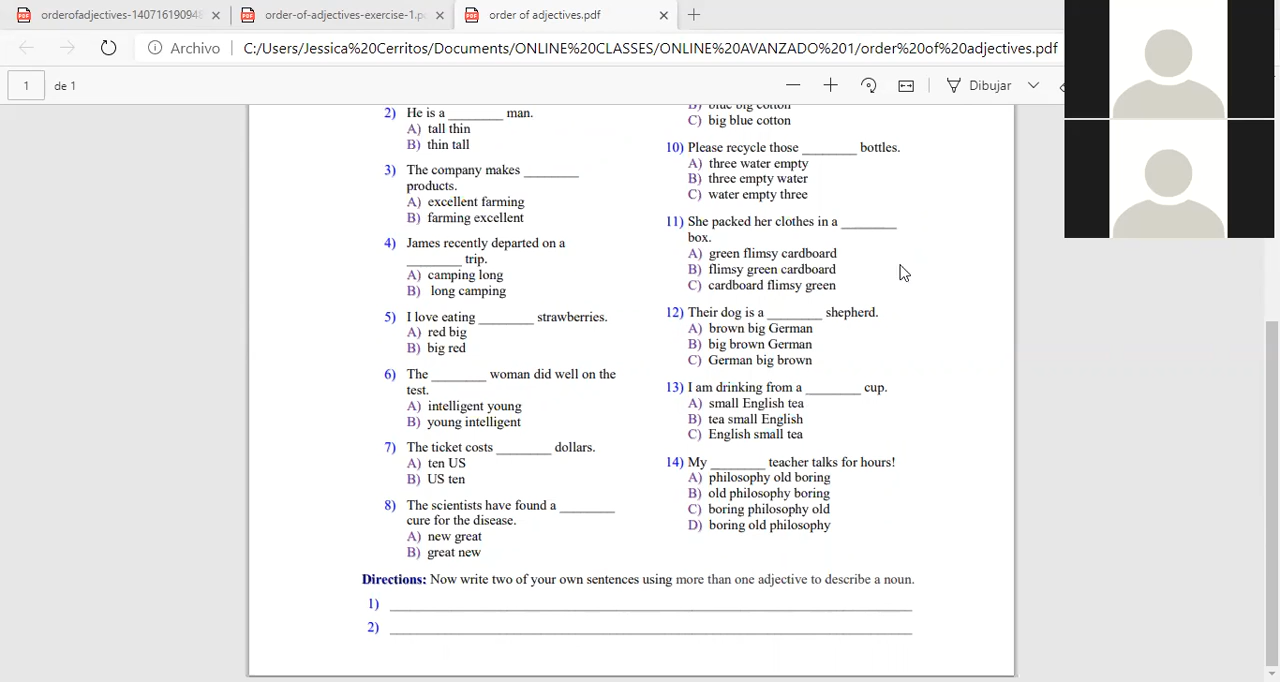 orderofadjectives-140716190948
order-of-adjectives-exercise-1.p
order of adjectives.pdf
Archivo
C:/Users/Jessica%20Cerritos/Documents/ONLINE%20CLASSES/ONLINE%20AVANZADO%201/order%20of%20adjectives.pdf
1 de 1
Dibujar
2) He is a ________ man.
A) tall thin
B) thin tall
3) The company makes ________
products.
A) excellent farming
B) farming excellent
4) James recently departed on a
________ trip.
A) camping long
B) long camping
5) I love eating ________ strawberries.
A) red big
B) big red
6) The ________ woman did well on the
test.
A) intelligent young
B) young intelligent
7) The ticket costs ________ dollars.
A) ten US
B) US ten
8) The scientists have found a ________
cure for the disease.
A) new great
B) great new
B) blue big cotton
C) big blue cotton
10) Please recycle those ________ bottles.
A) three water empty
B) three empty water
C) water empty three
11) She packed her clothes in a ________
box.
A) green flimsy cardboard
B) flimsy green cardboard
C) cardboard flimsy green
12) Their dog is a ________ shepherd.
A) brown big German
B) big brown German
C) German big brown
13) I am drinking from a ________ cup.
A) small English tea
B) tea small English
C) English small tea
14) My ________ teacher talks for hours!
A) philosophy old boring
B) old philosophy boring
C) boring philosophy old
D) boring old philosophy
Directions: Now write two of your own sentences using more than one adjective to describe a noun.
1)
2)